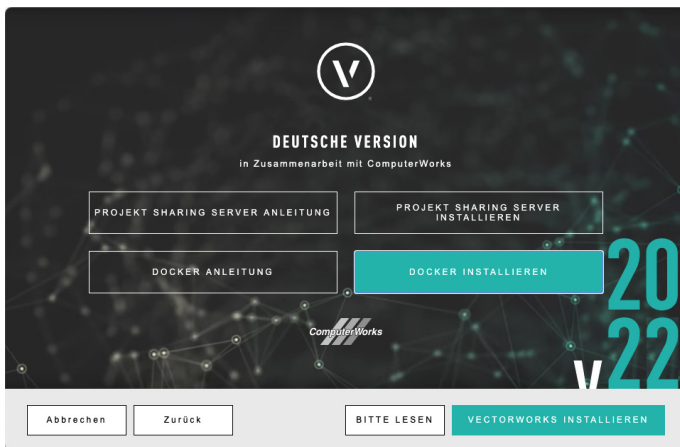 V
DEUTSCHE VERSION
in Zusammenarbeit mit ComputerWorks
PROJEKT SHARING SERVER ANLEITUNG
PROJEKT SHARING SERVER
INSTALLIEREN
DOCKER ANLEITUNG
DOCKER INSTALLIEREN
20
ComputerWorks
V22
Abbrechen
Zurück
BITTE LESEN
VECTORWORKS INSTALLIEREN